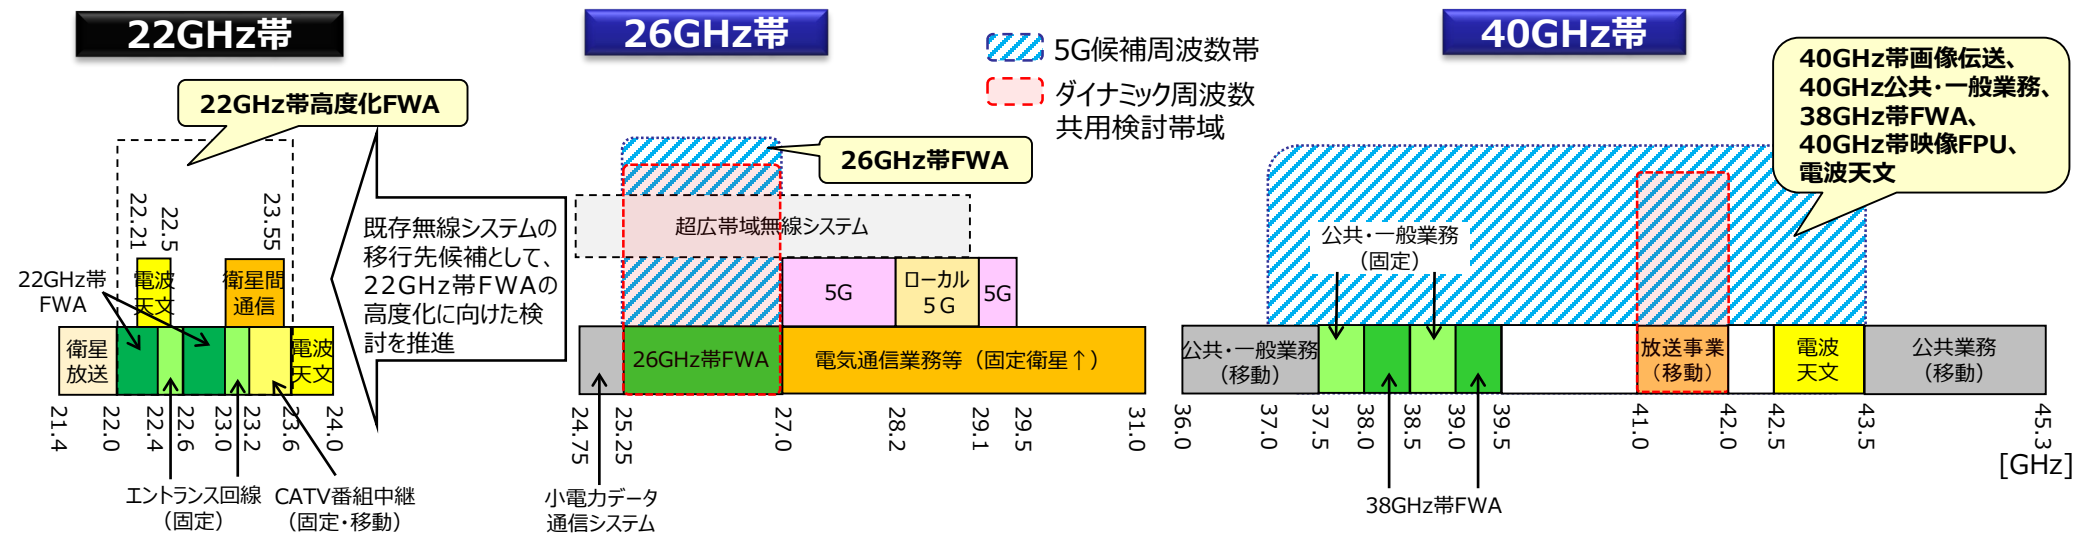 22GHz帯
26GHz帯
40GHz帯
5G候補周波数帯
ダイナミック周波数
共用検討帯域
22GHz帯高度化FWA
22.21
22.5
23.55
22GHz帯
FWA
電波
天文
衛星間
通信
衛星
放送
電波
天文
21.4
22.0
22.4
22.6
23.0
23.2
23.6
24.0
エントランス回線
（固定）
CATV番組中継
（固定・移動）
既存無線システムの
移行先候補として、
22GHz帯FWAの
高度化に向けた検
討を推進
26GHz帯FWA
超広帯域無線システム
5G
ローカル
５Ｇ
5G
26GHz帯FWA
電気通信業務等（固定衛星↑）
24.75
25.25
27.0
28.2
29.1
29.5
31.0
小電力データ
通信システム
40GHz帯画像伝送、
40GHz公共・一般業務、
38GHz帯FWA、
40GHz帯映像FPU、
電波天文
公共・一般業務
（固定）
公共・一般業務
（移動）
放送事業
（移動）
電波
天文
公共業務
（移動）
36.0
37.0
37.5
38.0
38.5
39.0
39.5
41.0
42.0
42.5
43.5
45.3
[GHz]
38GHz帯FWA